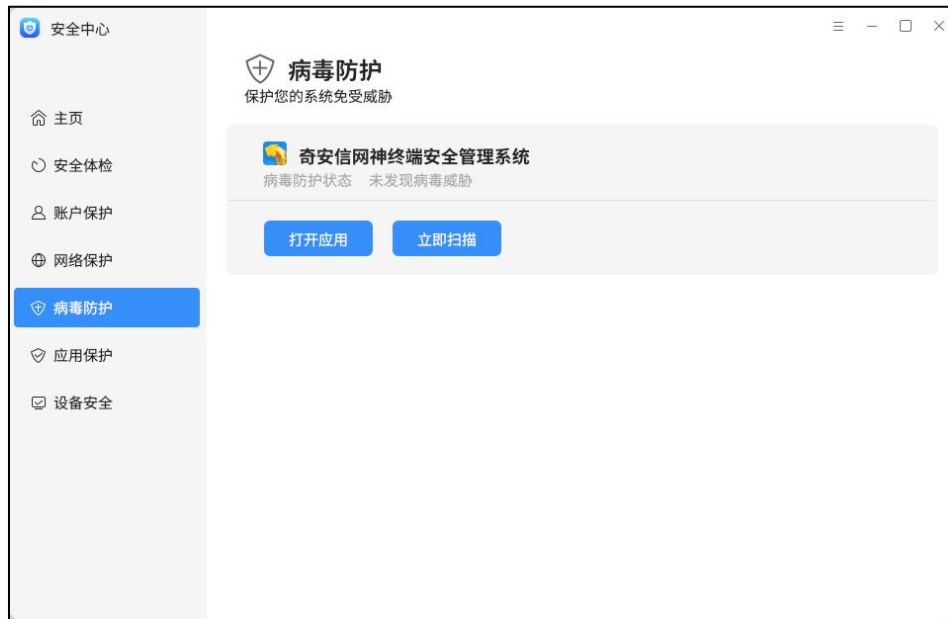 安全中心
主页
安全体检
账户保护
网络保护
病毒防护
应用保护
设备安全
病毒防护
保护您的系统免受威胁
奇安信网神终端安全管理系统
病毒防护状态 未发现病毒威胁
打开应用 立即扫描